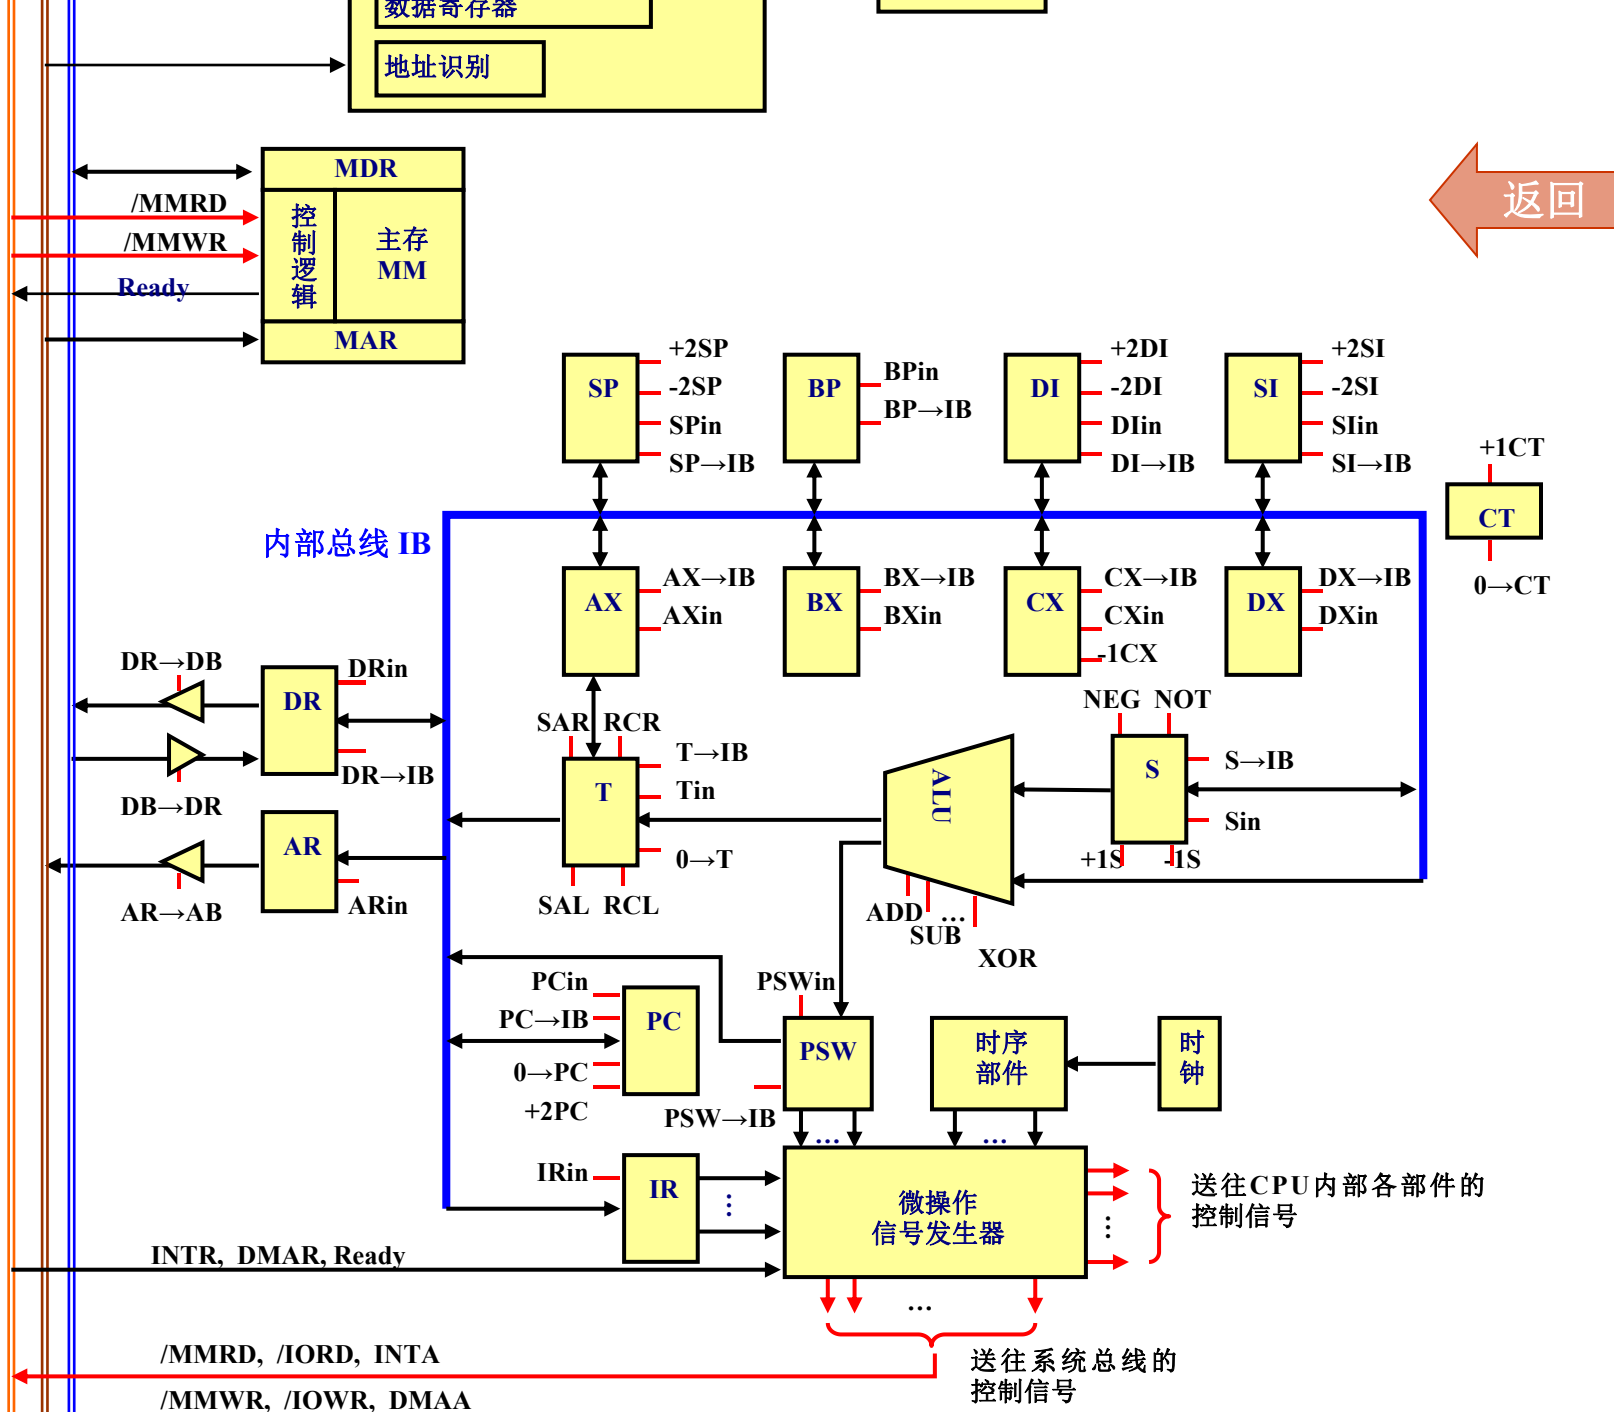 数据寄存器
地址识别
MDR
/MMRD
/MMWR
Ready
控制逻辑
主存
MM
MAR
返回
SP
+2SP
-2SP
SPin
SP→IB
BP
BPin
BP→IB
DI
+2DI
-2DI
DIin
DI→IB
SI
+2SI
-2SI
SIin
SI→IB
+1CT
CT
0→CT
内部总线 IB
AX
AX→IB
AXin
BX
BX→IB
BXin
CX
CX→IB
CXin
-1CX
DX
DX→IB
DXin
DR→DB
DR
DRin
DR→IB
DB→DR
AR
AR→AB
ARin
SAR RCR
T
T→IB
Tin
0→T
SAL RCL
ALU
ADD
SUB
…
XOR
NEG NOT
S
S→IB
Sin
+1S
-1S
PCin
PC→IB
PC
0→PC
+2PC
PSWin
PSW
PSW→IB
时序
部件
时钟
…
…
IRin
IR
…
微操作
信号发生器
…
送往CPU内部各部件的
控制信号
INTR, DMAR, Ready
…
/MMRD, /IORD, INTA
/MMWR, /IOWR, DMAA
送往系统总线的
控制信号